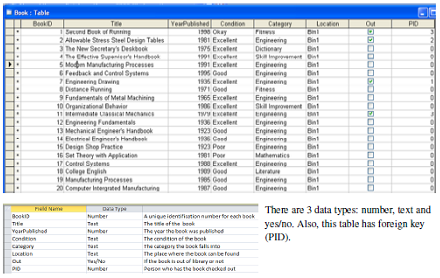 Book : Table
BookID Title YearPublished Condition Category Location Out PID
1 Second Book of Running 1998 Okay Fitness Bin1 3
2 Allowable Stress Steel Design Tables 1981 Excellent Engineering Bin1 2
3 The New Secretary's Deskbook 1975 Excellent Dictionary Bin1 0
4 The Effective Supervisor's Handbook 1991 Excellent Skill Improvement Bin1 0
5 Modern Manufacturing Processes 1991 Excellent Engineering Bin1 0
6 Feedback and Control Systems 1995 Good Engineering Bin1 0
7 Engineering Drawing 1935 Excellent Engineering Bin1 1
8 Distance Running 1971 Good Fitness Bin1 0
9 Fundamentals of Metal Machining 1965 Excellent Engineering Bin1 0
10 Organizational Behavior 1986 Excellent Skill Improvement Bin1 0
11 Intermediate Classical Mechanics 1979 Excellent Engineering Bin1 3
12 Engineering Fundamentals 1936 Excellent Engineering Bin1 0
13 Mechanical Engineer's Handbook 1923 Good Engineering Bin1 0
14 Electrical Engineer's Handbook 1936 Good Engineering Bin1 0
15 Design Shop Practice 1923 Poor Engineering Bin1 0
16 Set Theory with Application 1981 Poor Mathematics Bin1 0
17 Control Systems 1988 Excellent Engineering Bin1 0
18 College English 1989 Good Literature Bin1 0
19 Manufacturing Processes 1985 Good Engineering Bin1 0
20 Computer Integrated Manufacturing 1987 Good Engineering Bin1 0
Field Name Data Type
BookID Number A unique identification number for each book
Title Text The title of the book
YearPublished Number The year the book was published
Condition Text The condition of the book
Category Text The category the book falls into
Location Text The place where the book can be found
Out Yes/No If the book is out of library or not
PID Number Person who has the book checked out
There are 3 data types: number, text and
yes/no. Also, this table has foreign key
(PID).